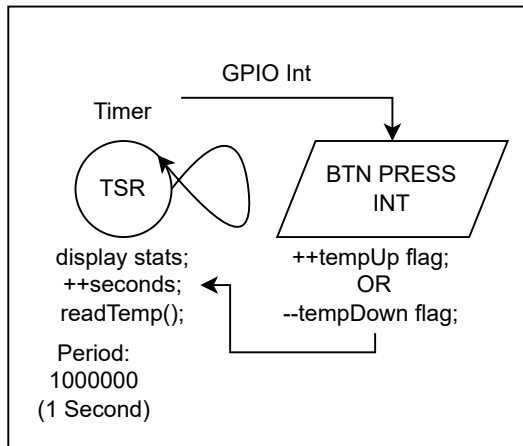 GPIO Int
Timer
TSR
BTN PRESS
INT
display stats;
++seconds;
readTemp();
++tempUp flag;
OR
--tempDown flag;
Period:
1000000
(1 Second)